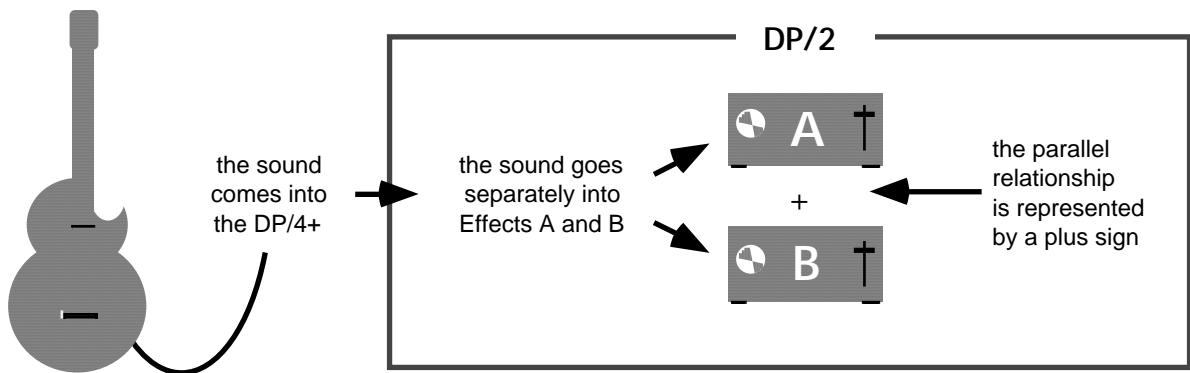 DP/2
the sound
comes into
the DP/4+
the sound goes
separately into
Effects A and B
A
+
B
the parallel
relationship
is represented
by a plus sign